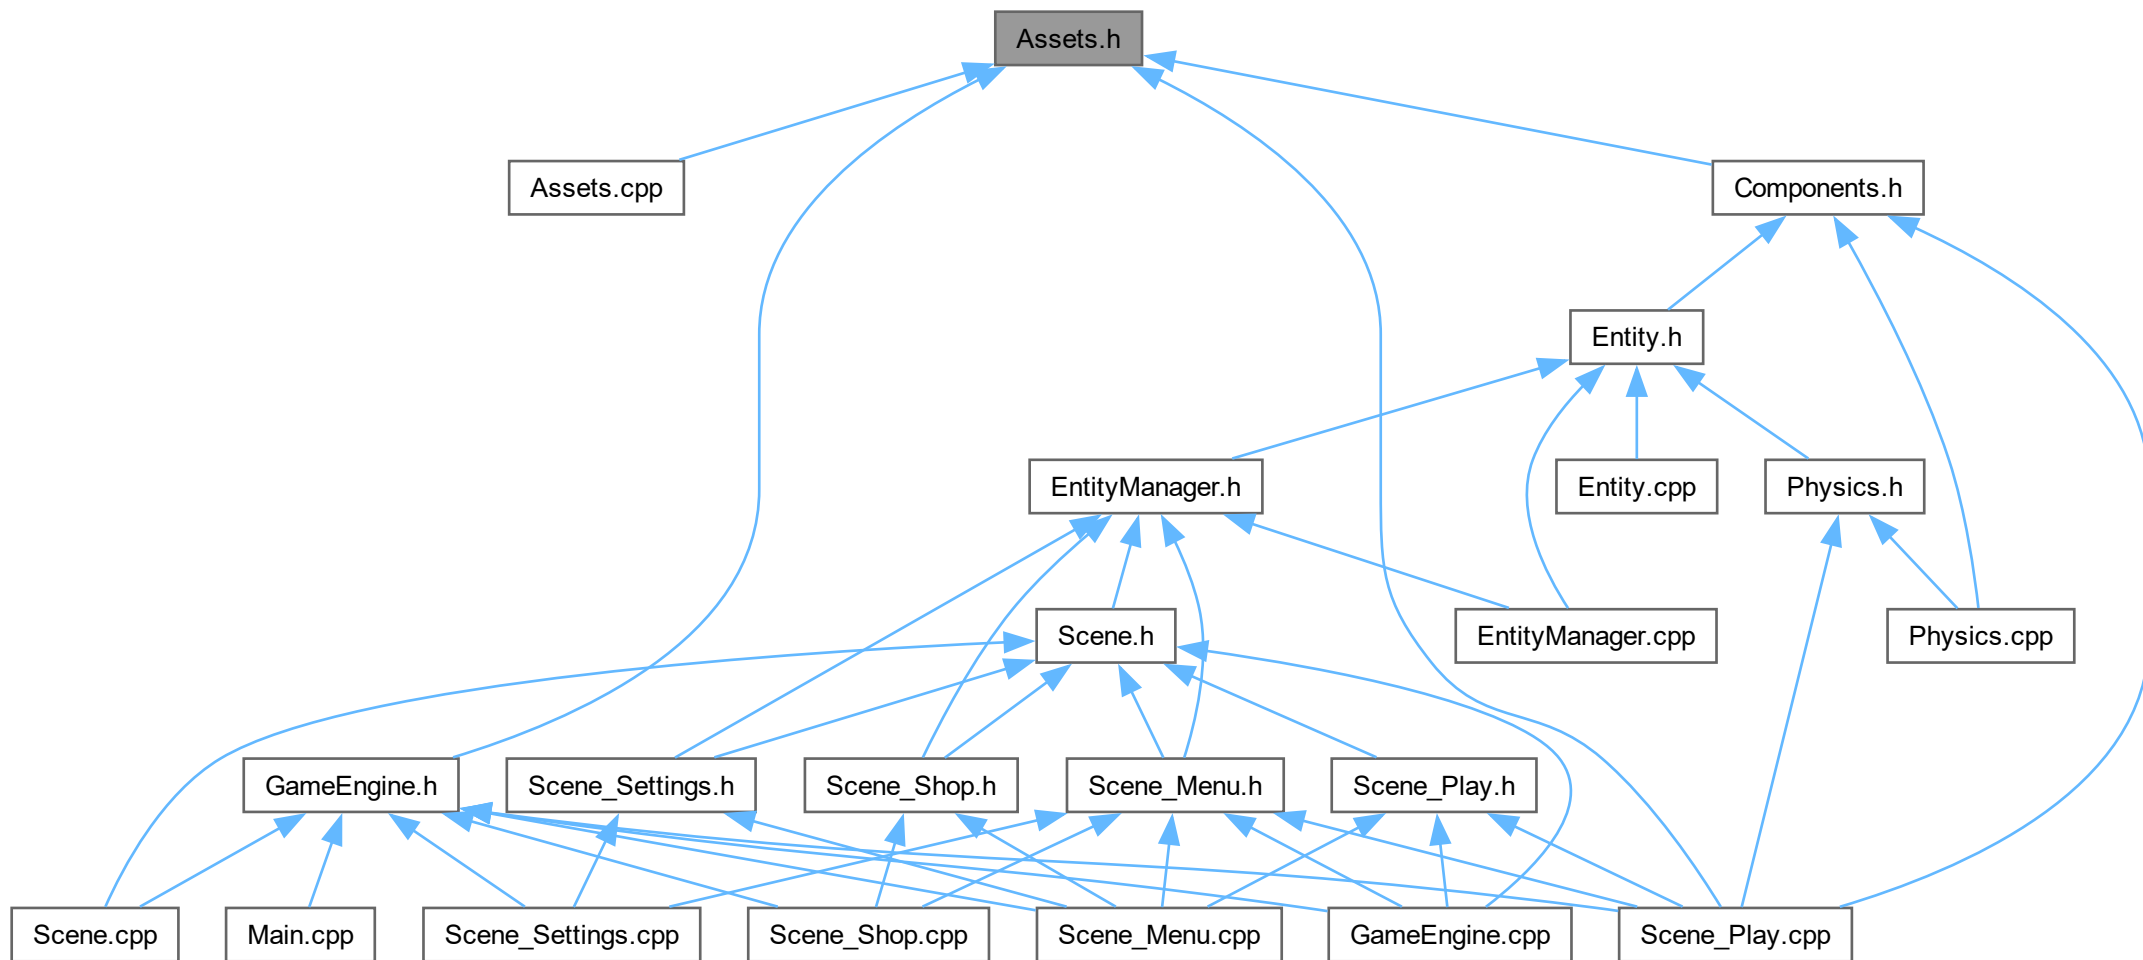 Assets.h
Assets.cpp
Components.h
Entity.h
EntityManager.h
Entity.cpp
Physics.h
Scene.h
EntityManager.cpp
Physics.cpp
GameEngine.h
Scene_Settings.h
Scene_Shop.h
Scene_Menu.h
Scene_Play.h
Scene.cpp
Main.cpp
Scene_Settings.cpp
Scene_Shop.cpp
Scene_Menu.cpp
GameEngine.cpp
Scene_Play.cpp